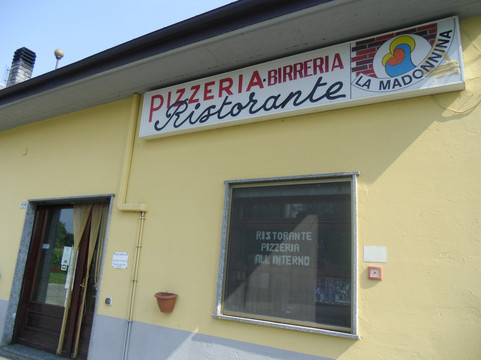 PIZZERIA·BIRRERIA
Ristorante
LA MADONNINA
RISTORANTE
PIZZERIA
ALL'INTERNO